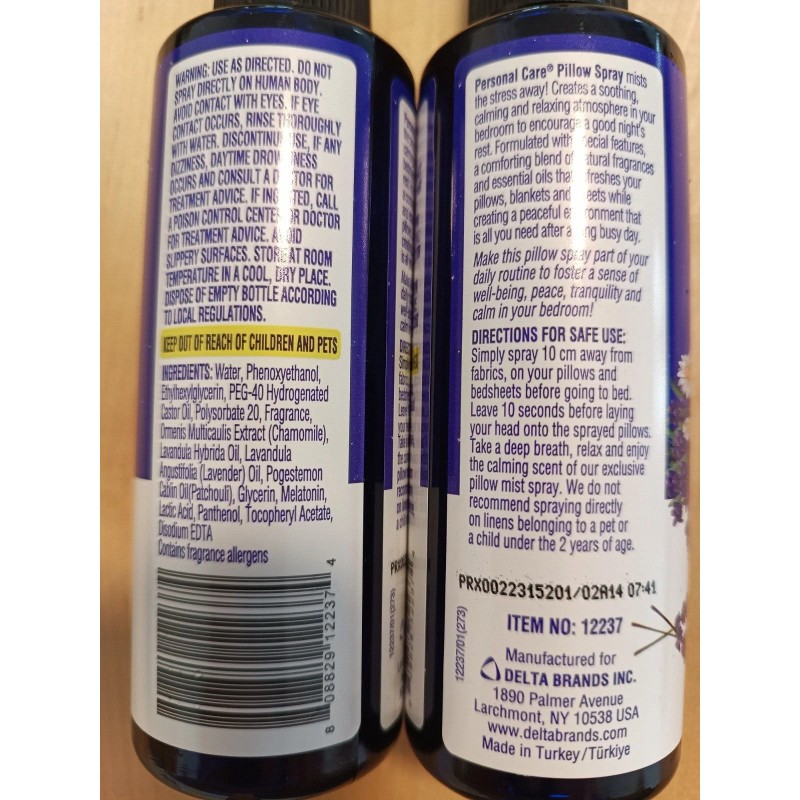 WARNING: USE AS DIRECTED. DO NOT
SPRAY DIRECTLY ON HUMAN BODY.
AVOID CONTACT WITH EYES. IF EYE
CONTACT OCCURS, RINSE THOROUGHLY
WITH WATER. DISCONTINUE USE, IF ANY
DIZZINESS, DAYTIME DROWSINESS
OCCURS AND CONSULT A DOCTOR FOR
TREATMENT ADVICE. IF INGESTED, CALL
A POISON CONTROL CENTER OR DOCTOR
FOR TREATMENT ADVICE. AVOID
SLIPPERY SURFACES. STORE AT ROOM
TEMPERATURE IN A COOL, DRY PLACE.
DISPOSE OF EMPTY BOTTLE ACCORDING
TO LOCAL REGULATIONS.
KEEP OUT OF REACH OF CHILDREN AND PETS
INGREDIENTS: Water, Phenoxyethanol,
Ethylhexylglycerin, PEG-40 Hydrogenated
Castor Oil, Polysorbate 20, Fragrance,
Ormenis Multicaulis Extract (Chamomile),
Lavandula Hybrida Oil, Lavandula
Angustifolia (Lavender) Oil, Pogestemon
Cablin Oil(Patchouli), Glycerin, Melatonin,
Lactic Acid, Panthenol, Tocopheryl Acetate,
Disodium EDTA
Contains fragrance allergens
8 08829 12237 4
12237/01(273)
Personal Care® Pillow Spray mists
the stress away! Creates a soothing,
calming and relaxing atmosphere in your
bedroom to encourage a good night's
rest. Formulated with special features,
a comforting blend of natural fragrances
and essential oils that freshes your
pillows, blankets and sheets while
creating a peaceful environment that
is all you need after a long busy day.
Make this pillow spray part of your
daily routine to foster a sense of
well-being, peace, tranquility and
calm in your bedroom!
DIRECTIONS FOR SAFE USE:
Simply spray 10 cm away from
fabrics, on your pillows and
bedsheets before going to bed.
Leave 10 seconds before laying
your head onto the sprayed pillows.
Take a deep breath, relax and enjoy
the calming scent of our exclusive
pillow mist spray. We do not
recommend spraying directly
on linens belonging to a pet or
a child under the 2 years of age.
PRX0022315201/02A14 07:41
12237/01(273)
ITEM NO: 12237
Manufactured for
DELTA BRANDS INC.
1890 Palmer Avenue
Larchmont, NY 10538 USA
www.deltabrands.com
Made in Turkey/Türkiye